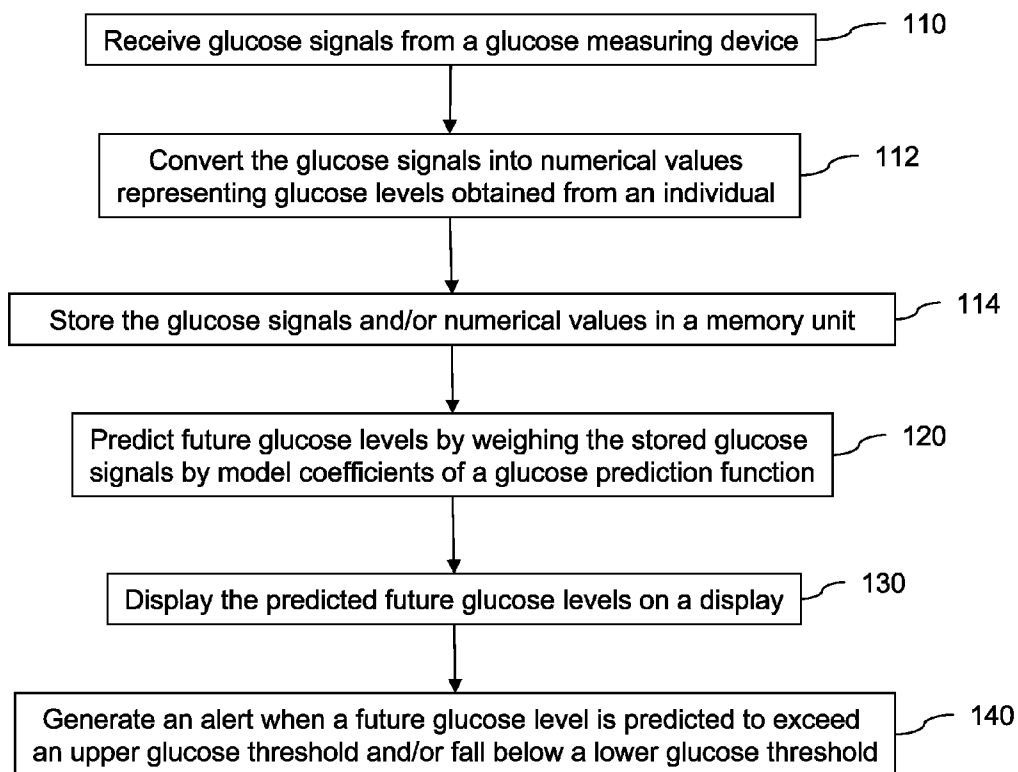 Receive glucose signals from a glucose measuring device
110
Convert the glucose signals into numerical values
representing glucose levels obtained from an individual
112
Store the glucose signals and/or numerical values in a memory unit
114
Predict future glucose levels by weighing the stored glucose
signals by model coefficients of a glucose prediction function
120
Display the predicted future glucose levels on a display
130
Generate an alert when a future glucose level is predicted to exceed
an upper glucose threshold and/or fall below a lower glucose threshold
140